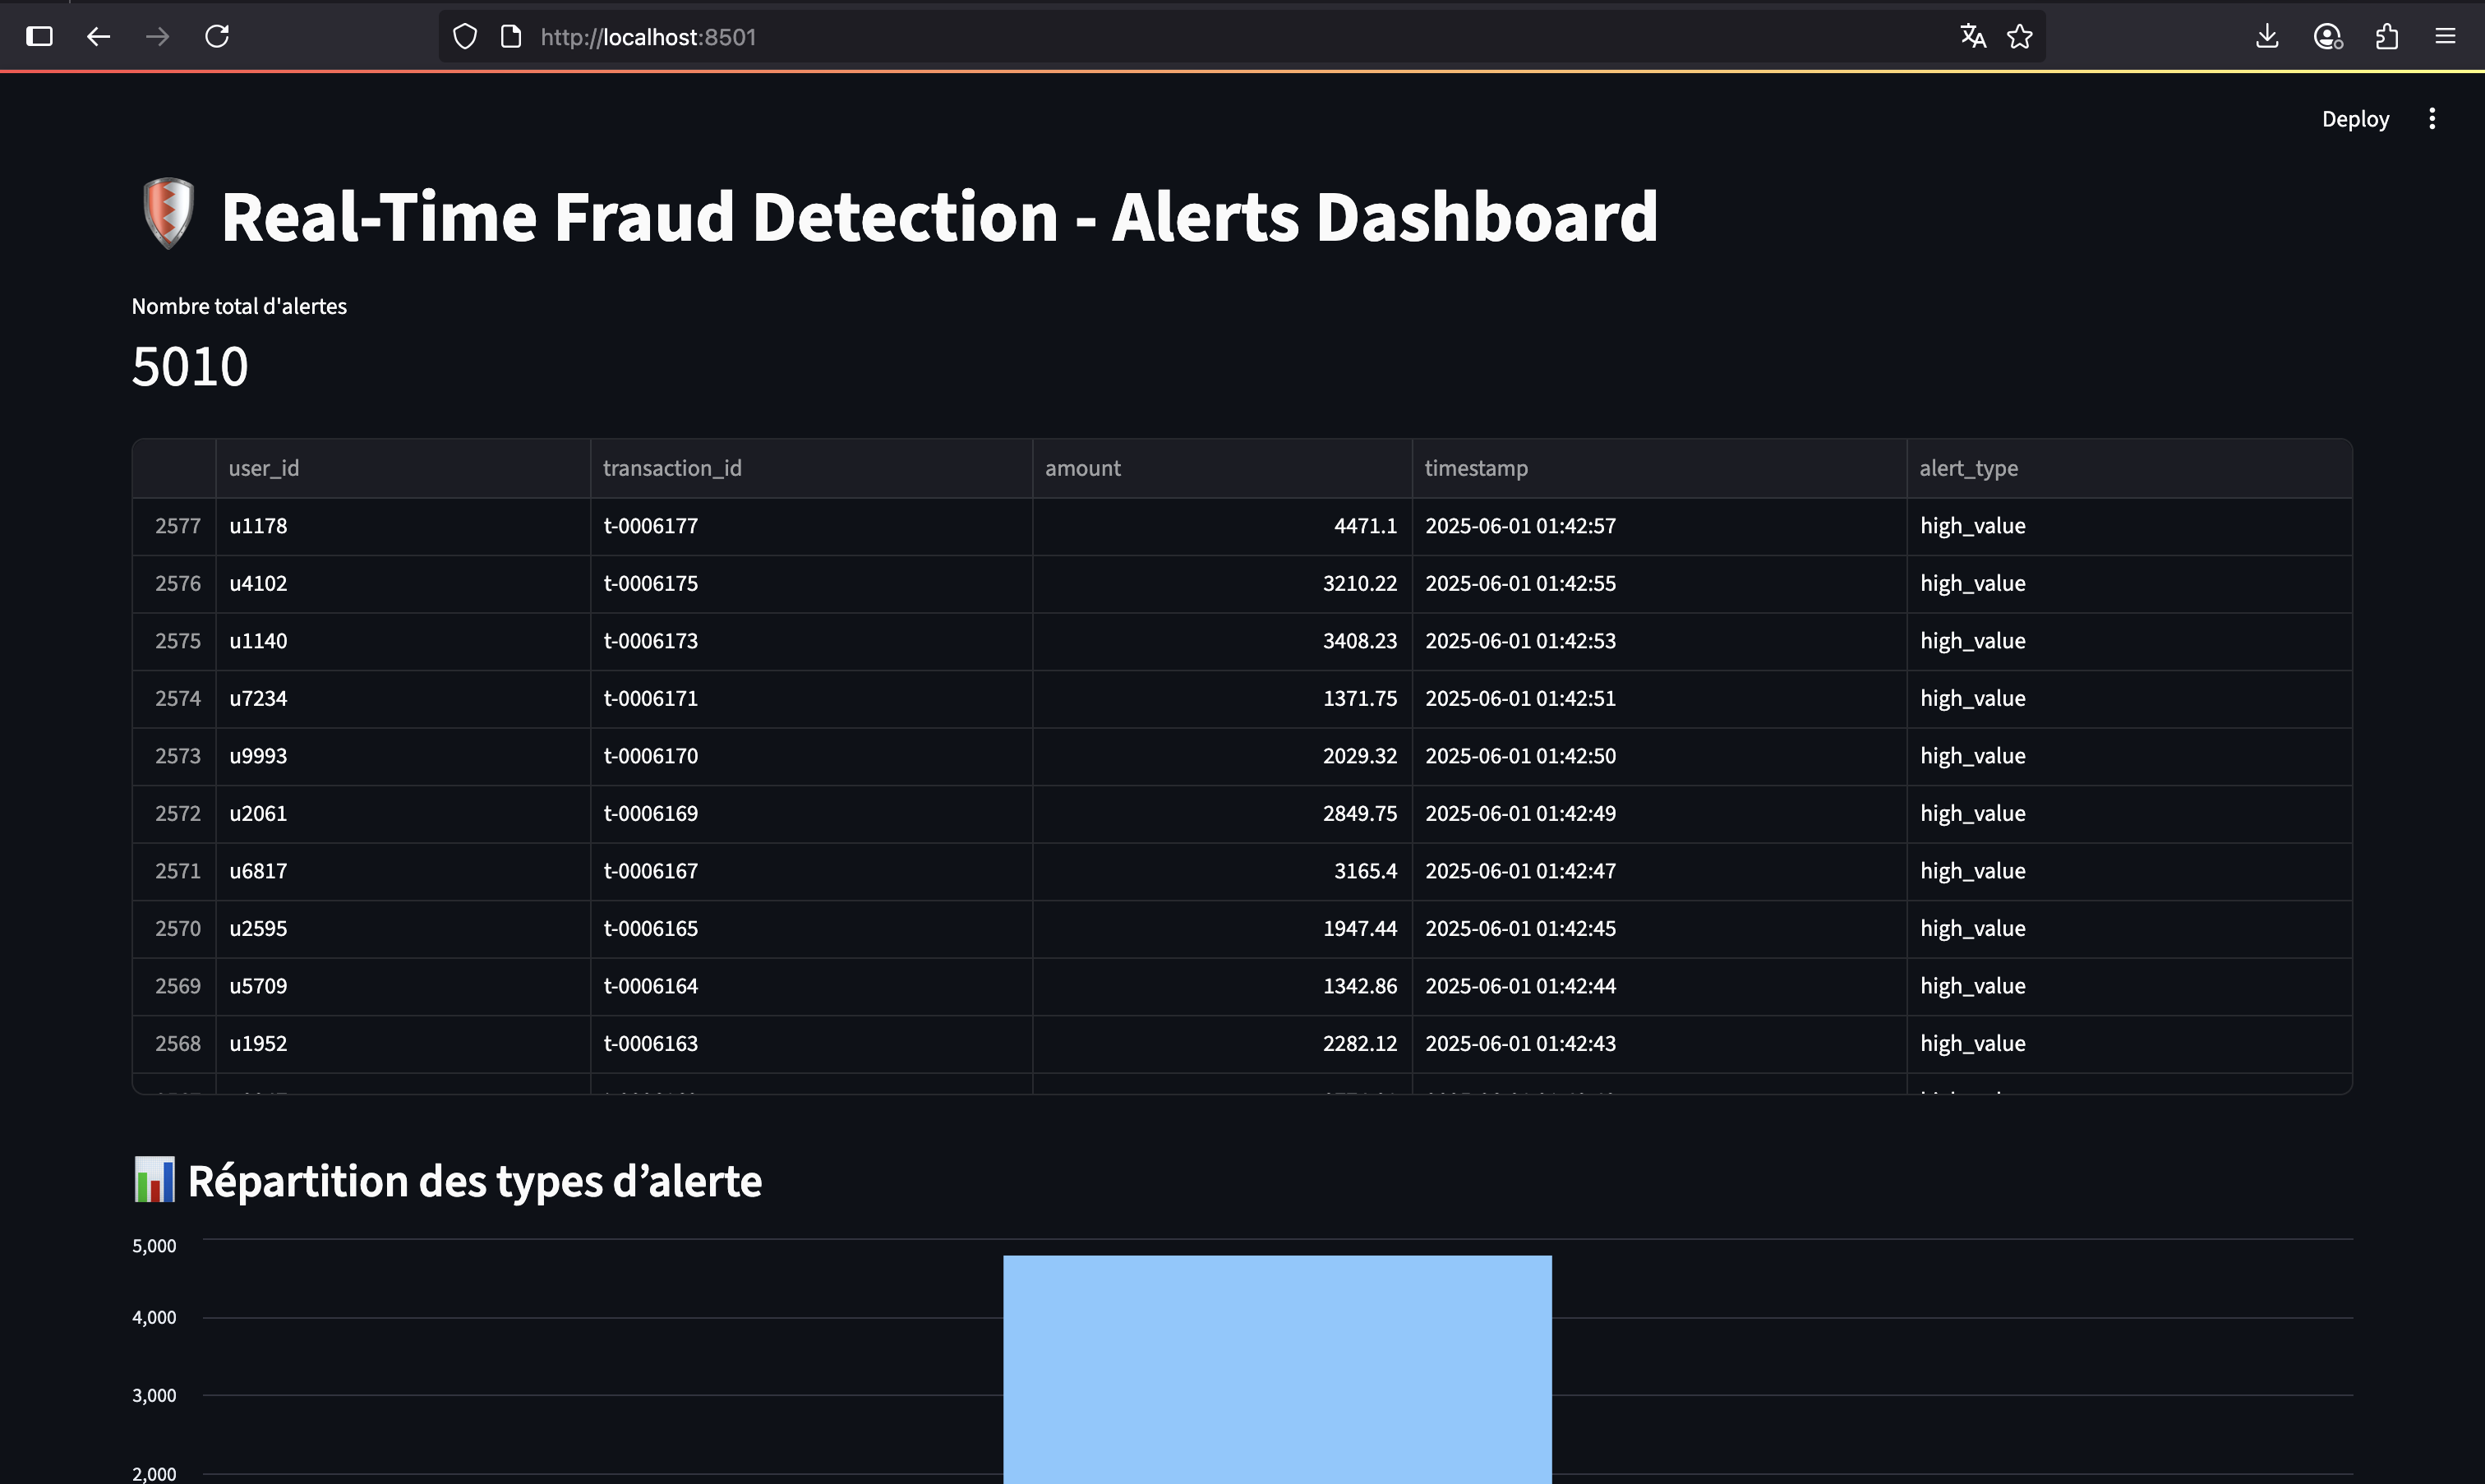 http://localhost:8501
Deploy
Real-Time Fraud Detection - Alerts Dashboard
Nombre total d'alertes
5010
user_id transaction_id amount timestamp alert_type
2577 u1178 t-0006177 4471.1 2025-06-01 01:42:57 high_value
2576 u4102 t-0006175 3210.22 2025-06-01 01:42:55 high_value
2575 u1140 t-0006173 3408.23 2025-06-01 01:42:53 high_value
2574 u7234 t-0006171 1371.75 2025-06-01 01:42:51 high_value
2573 u9993 t-0006170 2029.32 2025-06-01 01:42:50 high_value
2572 u2061 t-0006169 2849.75 2025-06-01 01:42:49 high_value
2571 u6817 t-0006167 3165.4 2025-06-01 01:42:47 high_value
2570 u2595 t-0006165 1947.44 2025-06-01 01:42:45 high_value
2569 u5709 t-0006164 1342.86 2025-06-01 01:42:44 high_value
2568 u1952 t-0006163 2282.12 2025-06-01 01:42:43 high_value
Répartition des types d’alerte
5,000
4,000
3,000
2,000